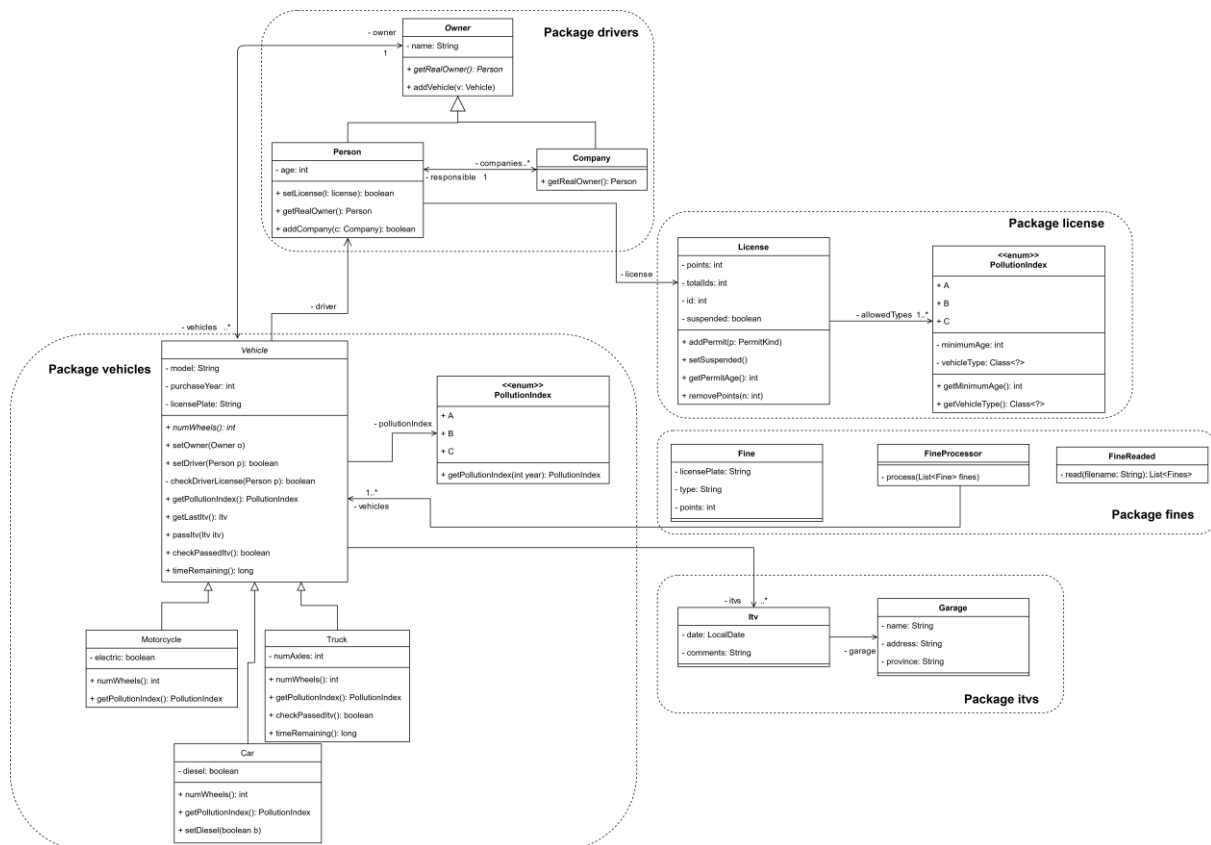 Package drivers
Owner
- name: String
+ getRealOwner(): Person
+ addVehicle(v: Vehicle)
- owner
1
Person
- age: int
+ setLicense(l: license): boolean
+ getRealOwner(): Person
+ addCompany(c: Company): boolean
- companies..*
- responsible 1
Company
+ getRealOwner(): Person
- license
- driver
- vehicles ..*
Package license
License
- points: int
- totalIds: int
- id: int
- suspended: boolean
+ addPermit(p: PermitKind)
+ setSuspended()
+ getPermitAge(): int
+ removePoints(n: int)
- allowedTypes 1..*
<<enum>>
PollutionIndex
+ A
+ B
+ C
- minimumAge: int
- vehicleType: Class<?>
+ getMinimumAge(): int
+ getVehicleType(): Class<?>
Package vehicles
Vehicle
- model: String
- purchaseYear: int
- licensePlate: String
+ numWheels(): int
+ setOwner(Owner o)
+ setDriver(Person p): boolean
- checkDriverLicense(Person p): boolean
+ getPollutionIndex(): PollutionIndex
+ getLastItv(): Itv
+ passItv(Itv itv)
+ checkPassedItv(): boolean
+ timeRemaining(): long
- pollutionIndex
<<enum>>
PollutionIndex
+ A
+ B
+ C
+ getPollutionIndex(int year): PollutionIndex
1..*
- vehicles
Fine
- licensePlate: String
- type: String
- points: int
FineProcessor
- process(List<Fine> fines)
FineReaded
- read(filename: String): List<Fines>
Package fines
- itvs ..*
Itv
- date: LocalDate
- comments: String
- garage
Garage
- name: String
- address: String
- province: String
Package itvs
Motorcycle
- electric: boolean
+ numWheels(): int
+ getPollutionIndex(): PollutionIndex
Truck
- numAxles: int
+ numWheels(): int
+ getPollutionIndex(): PollutionIndex
+ checkPassedItv(): boolean
+ timeRemaining(): long
Car
- diesel: boolean
+ numWheels(): int
+ getPollutionIndex(): PollutionIndex
+ setDiesel(boolean b)